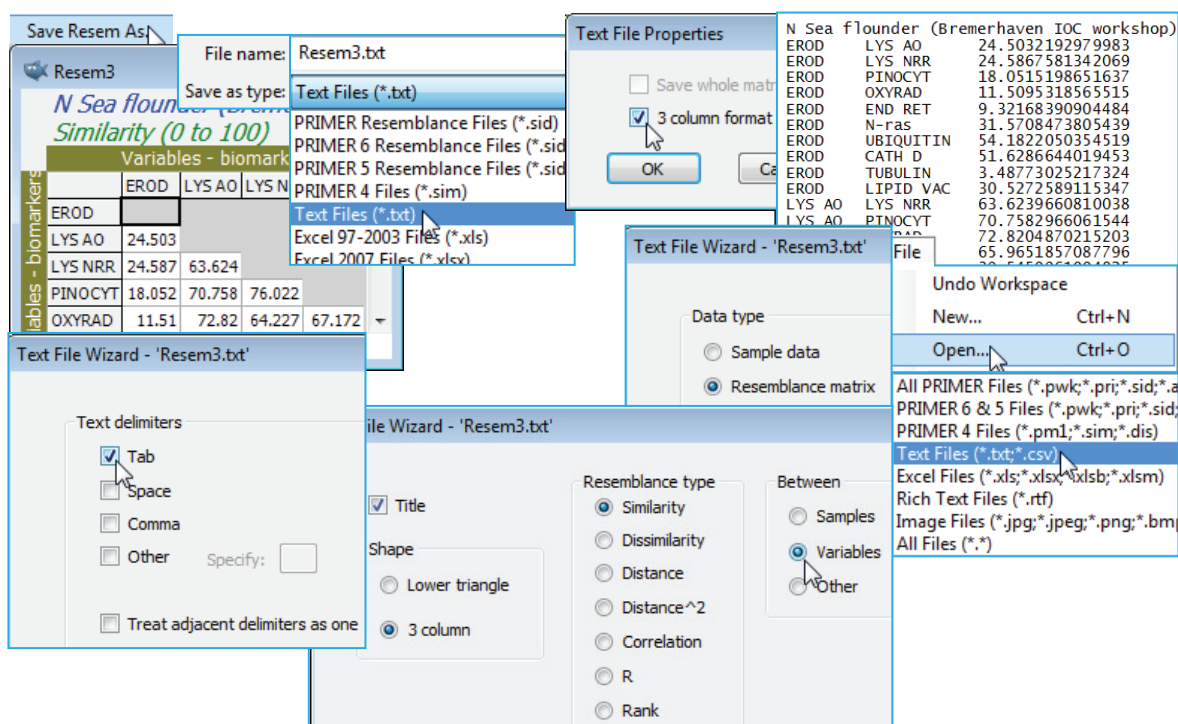 Save Resem As...
Resem3
N Sea flounder (Breme
Similarity (0 to 100)
Variables - biomark
EROD LYS AO LYS N
EROD
LYS AO 24.503
LYS NRR 24.587 63.624
PINOCYT 18.052 70.758 76.022
OXYRAD 11.51 72.82 64.227 67.172
iables - biomarkers
File name: Resem3.txt
Save as type: Text Files (*.txt)
PRIMER Resemblance Files (*.sid)
PRIMER 6 Resemblance Files (*.sid
PRIMER 5 Resemblance Files (*.sid
PRIMER 4 Files (*.sim)
Text Files (*.txt)
Excel 97-2003 Files (*.xls)
Excel 2007 Files (*.xlsx)
Text File Properties
Save whole matr
3 column format
OK Ca
N Sea flounder (Bremerhaven IOC workshop)
EROD LYS AO 24.5032192979983
EROD LYS NRR 24.5867581342069
EROD PINOCYT 18.0515198651637
EROD OXYRAD 11.5095318565515
EROD END RET 9.32168390904484
EROD N-ras 31.5708473805439
EROD UBIQUITIN 54.1822050354519
EROD CATH D 51.6286644019453
EROD TUBULIN 3.48773025217324
EROD LIPID VAC 30.5272589115347
LYS AO LYS NRR 63.6239660810038
LYS AO PINOCYT 70.7582966061544
72.8204870215203
65.9651857087796
File
Undo Workspace
New... Ctrl+N
Open... Ctrl+O
All PRIMER Files (*.pwk;*.pri;*.sid;*.a
PRIMER 6 & 5 Files (*.pwk;*.pri;*.sid;
PRIMER 4 Files (*.pm1;*.sim;*.dis)
Text Files (*.txt;*.csv)
Excel Files (*.xls;*.xlsx;*.xlsb;*.xlsm)
Rich Text Files (*.rtf)
Image Files (*.jpg;*.jpeg;*.png;*.bmp
All Files (*.*)
Text File Wizard - 'Resem3.txt'
Data type
Sample data
Resemblance matrix
Text File Wizard - 'Resem3.txt'
Text delimiters
Tab
Space
Comma
Other Specify:
Treat adjacent delimiters as one
ile Wizard - 'Resem3.txt'
Title
Shape
Lower triangle
3 column
Resemblance type
Similarity
Dissimilarity
Distance
Distance^2
Correlation
R
Rank
Between
Samples
Variables
Other